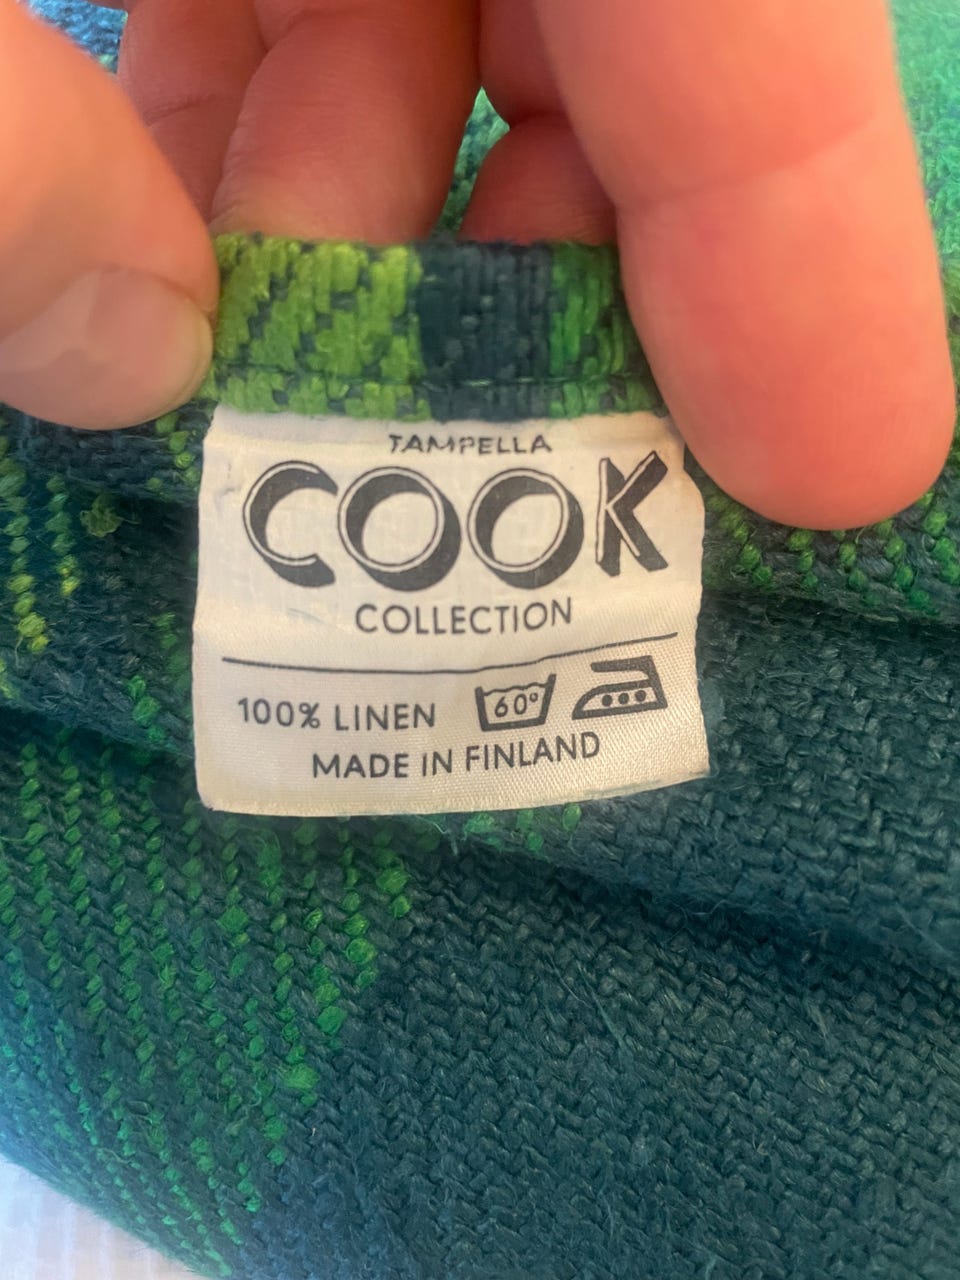 TAMPELLA
COOK
COLLECTION
100% LINEN 60°
MADE IN FINLAND